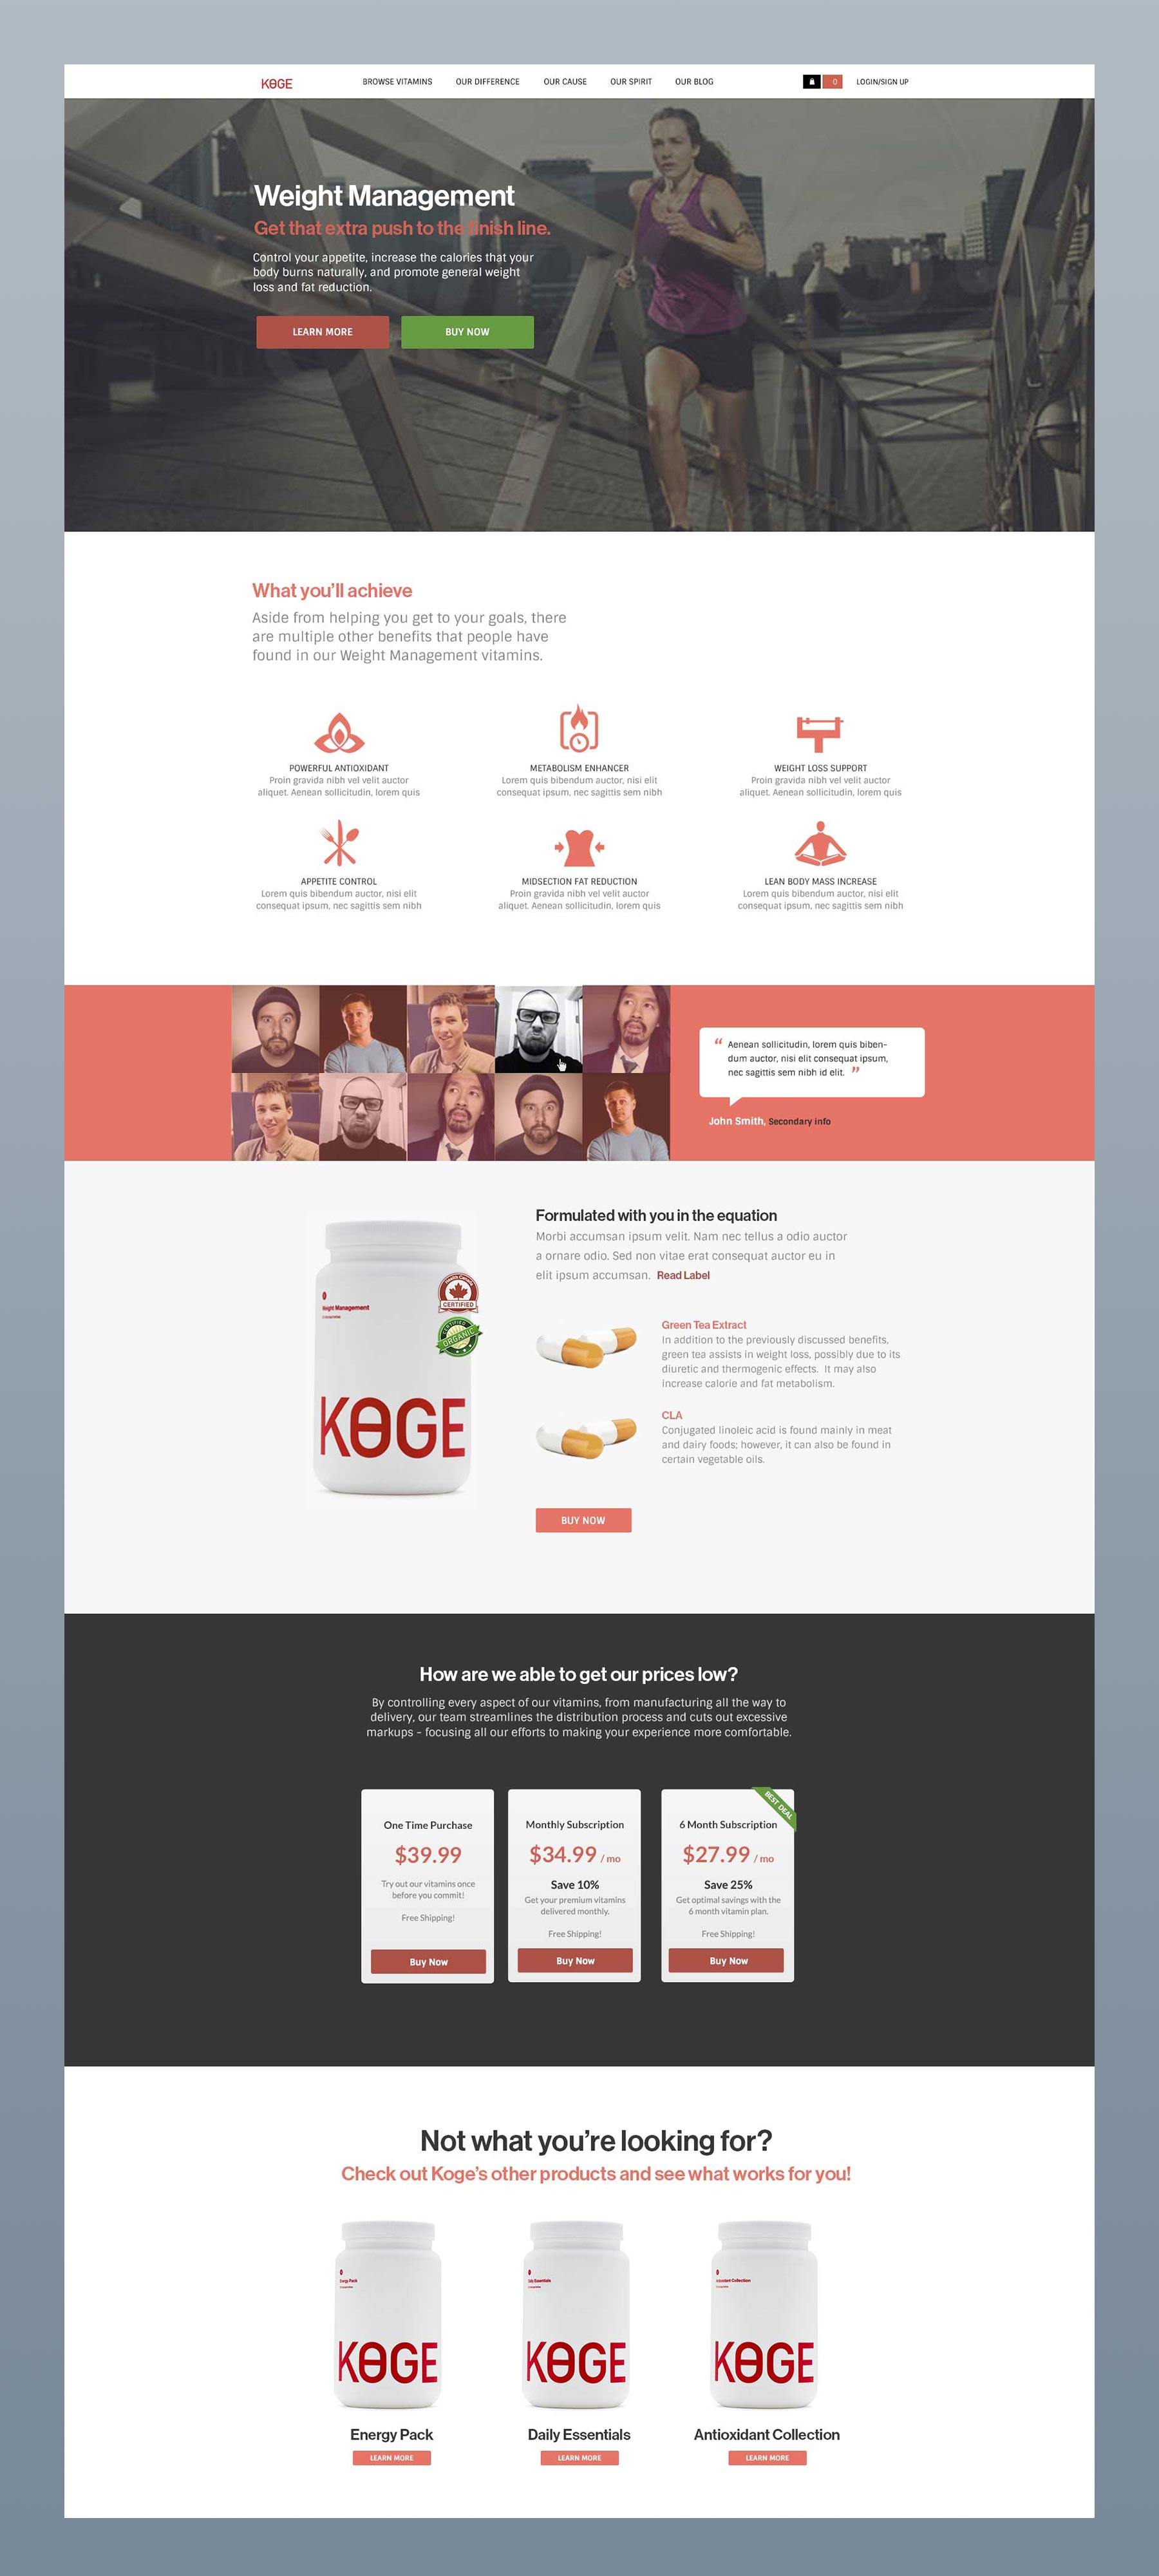 KOGE
BROWSE VITAMINS OUR DIFFERENCE OUR CAUSE OUR SPIRIT OUR BLOG 0 LOGIN/SIGN UP
Weight Management
Get that extra push to the finish line.
Control your appetite, increase the calories that your
body burns naturally, and promote general weight
loss and fat reduction.
LEARN MORE BUY NOW
What you'll achieve
Aside from helping you get to your goals, there
are multiple other benefits that people have
found in our Weight Management vitamins.
POWERFUL ANTIOXIDANT
Proin gravida nibh vel velit auctor
aliquet. Aenean sollicitudin, lorem quis
METABOLISM ENHANCER
Lorem quis bibendum auctor, nisi elit
consequat ipsum, nec sagittis sem nibh
WEIGHT LOSS SUPPORT
Proin gravida nibh vel velit auctor
aliquet. Aenean sollicitudin, lorem quis
APPETITE CONTROL
Lorem quis bibendum auctor, nisi elit
consequat ipsum, nec sagittis sem nibh
MIDSECTION FAT REDUCTION
Proin gravida nibh vel velit auctor
aliquet. Aenean sollicitudin, lorem quis
LEAN BODY MASS INCREASE
Lorem quis bibendum auctor, nisi elit
consequat ipsum, nec sagittis sem nibh
“ Aenean sollicitudin, lorem quis biben-
dum auctor, nisi elit consequat ipsum,
nec sagittis sem nibh id elit. ”
John Smith, Secondary info
Weight Management
CERTIFIED
CERTIFIED
ORGANIC
KOGE
Formulated with you in the equation
Morbi accumsan ipsum velit. Nam nec tellus a odio auctor
a ornare odio. Sed non vitae erat consequat auctor eu in
elit ipsum accumsan. Read Label
Green Tea Extract
In addition to the previously discussed benefits,
green tea assists in weight loss, possibly due to its
diuretic and thermogenic effects. It may also
increase calorie and fat metabolism.
CLA
Conjugated linoleic acid is found mainly in meat
and dairy foods; however, it can also be found in
certain vegetable oils.
BUY NOW
How are we able to get our prices low?
By controlling every aspect of our vitamins, from manufacturing all the way to
delivery, our team streamlines the distribution process and cuts out excessive
markups - focusing all our efforts to making your experience more comfortable.
One Time Purchase
$39.99
Try out our vitamins once
before you commit!
Free Shipping!
Buy Now
Monthly Subscription
$34.99 / mo
Save 10%
Get your premium vitamins
delivered monthly.
Free Shipping!
Buy Now
BEST DEAL
6 Month Subscription
$27.99 / mo
Save 25%
Get optimal savings with the
6 month vitamin plan.
Free Shipping!
Buy Now
Not what you're looking for?
Check out Koge's other products and see what works for you!
Energy Pack
KOGE
Daily Essentials
KOGE
Antioxidant Collection
KOGE
Energy Pack
LEARN MORE
Daily Essentials
LEARN MORE
Antioxidant Collection
LEARN MORE